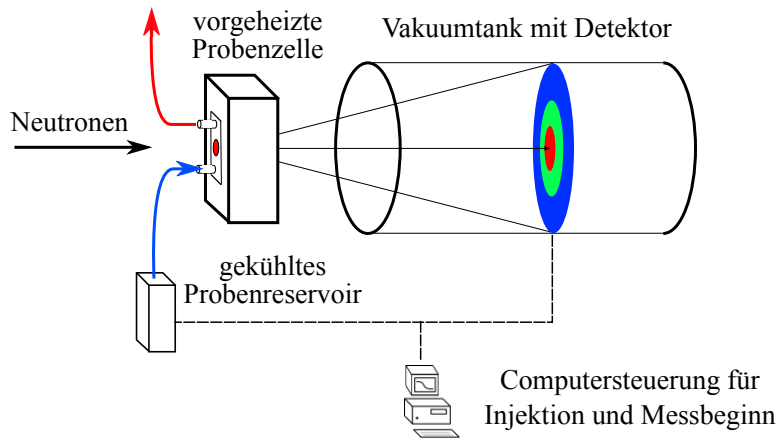 vorgeheizte
Probenzelle
Vakuumtank mit Detektor
Neutronen
gekühltes
Probenreservoir
Computersteuerung für
Injektion und Messbeginn